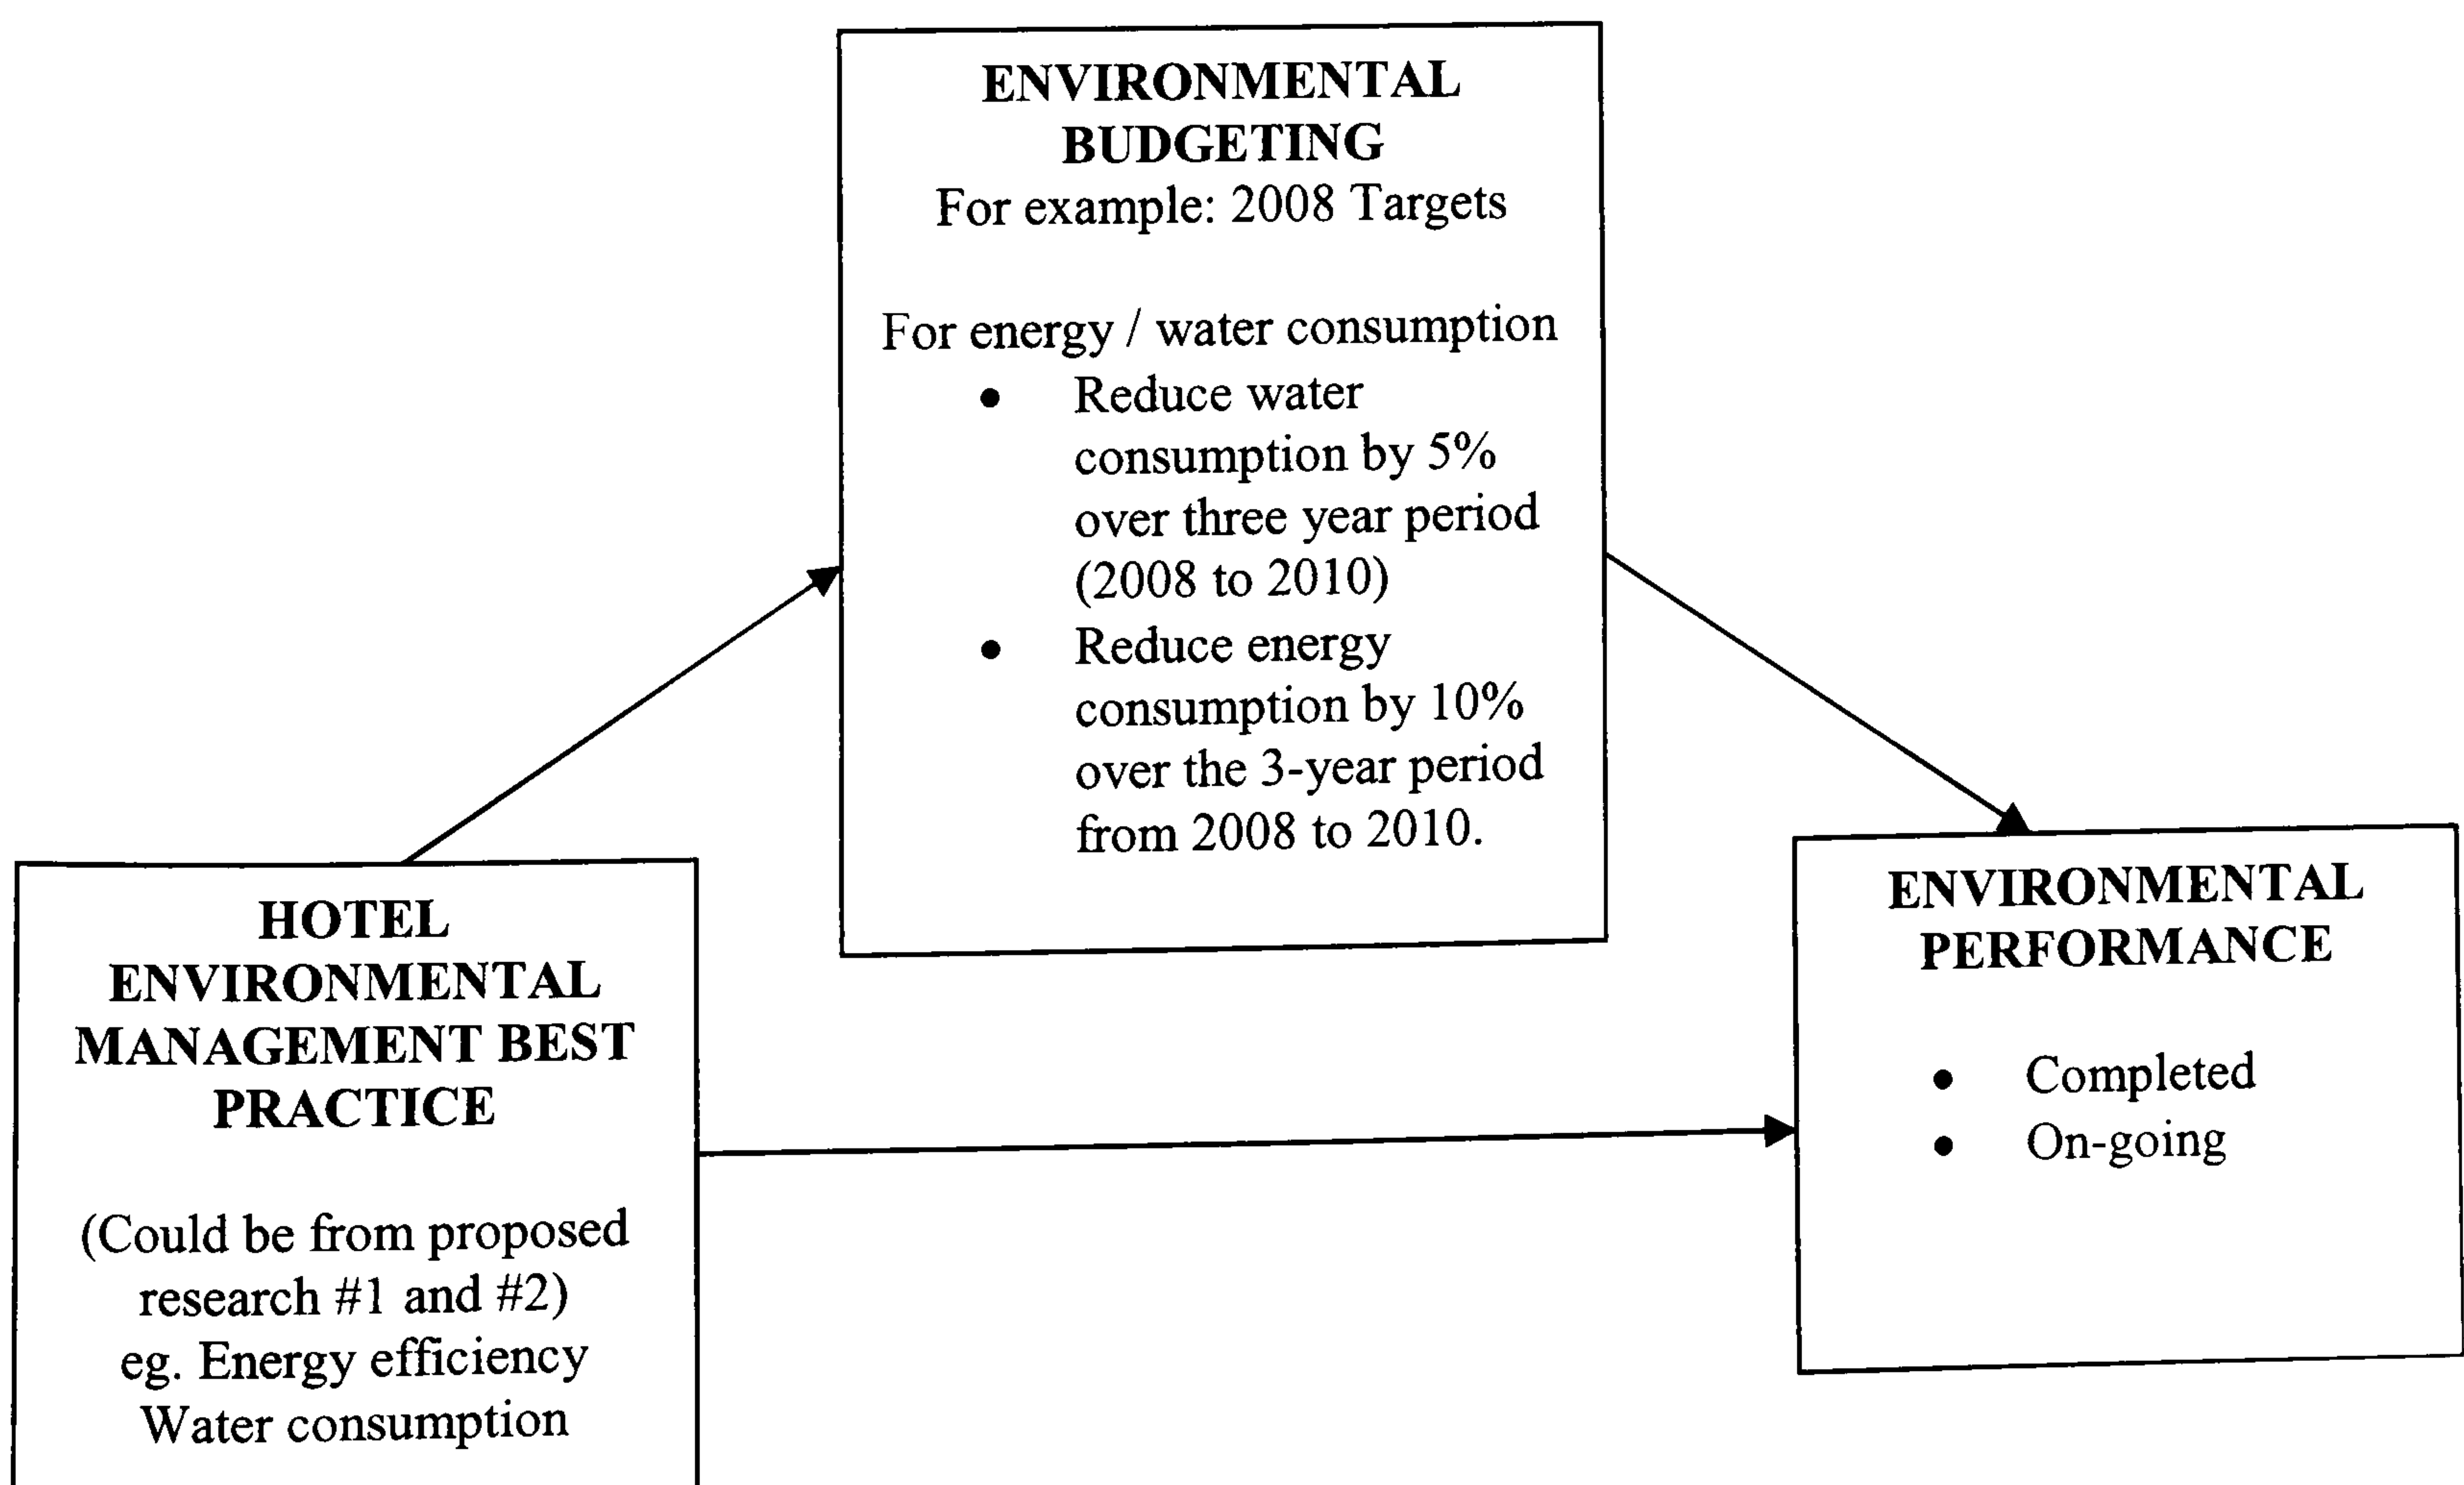 ENVIRONMENTAL
BUDGETING
For example: 2008 Targets
For energy / water consumption
• Reduce water
consumption by 5%
over three year period
(2008 to 2010)
• Reduce energy
consumption by 10%
over the 3-year period
from 2008 to 2010.
HOTEL
ENVIRONMENTAL
MANAGEMENT BEST
PRACTICE
(Could be from proposed
research #1 and #2)
eg. Energy efficiency
Water consumption
ENVIRONMENTAL
PERFORMANCE
• Completed
• On-going